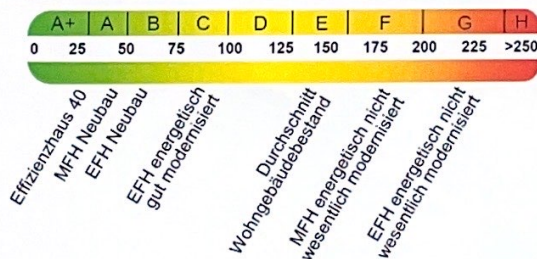 A+ A B C D E F G H
0 25 50 75 100 125 150 175 200 225 >250
Effizienzhaus 40
MFH Neubau
EFH Neubau
EFH energetisch
gut modernisiert
Durchschnitt
Wohngebäudebestand
MFH energetisch nicht
wesentlich modernisiert
EFH energetisch nicht
wesentlich modernisiert